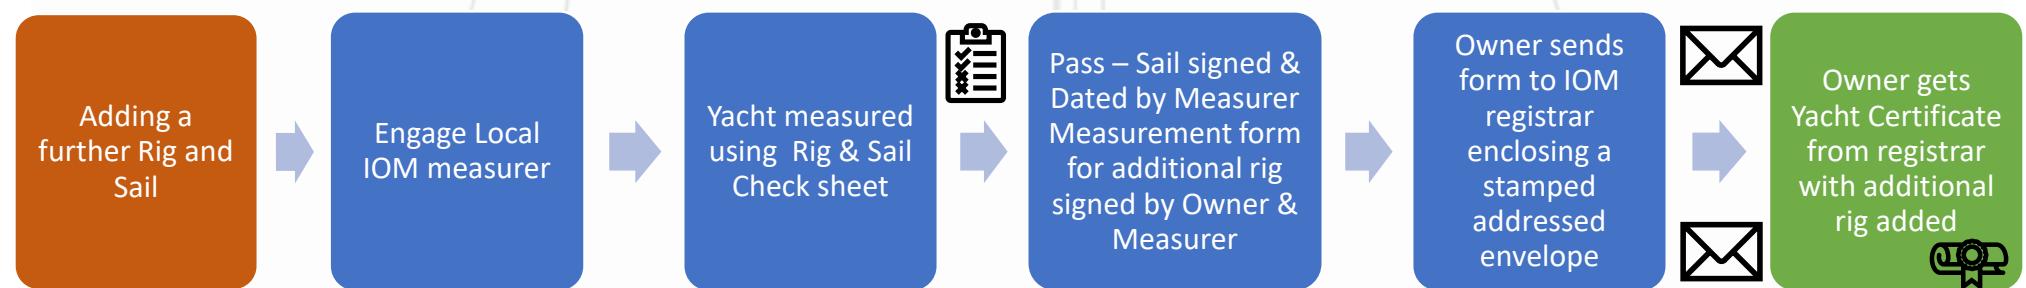 Adding a
further Rig and
Sail
Engage Local
IOM measurer
Yacht measured
using Rig & Sail
Check sheet
Pass – Sail signed &
Dated by Measurer
Measurement form
for additional rig
signed by Owner &
Measurer
Owner sends
form to IOM
registrar
enclosing a
stamped
addressed
envelope
Owner gets
Yacht Certificate
from registrar
with additional
rig added